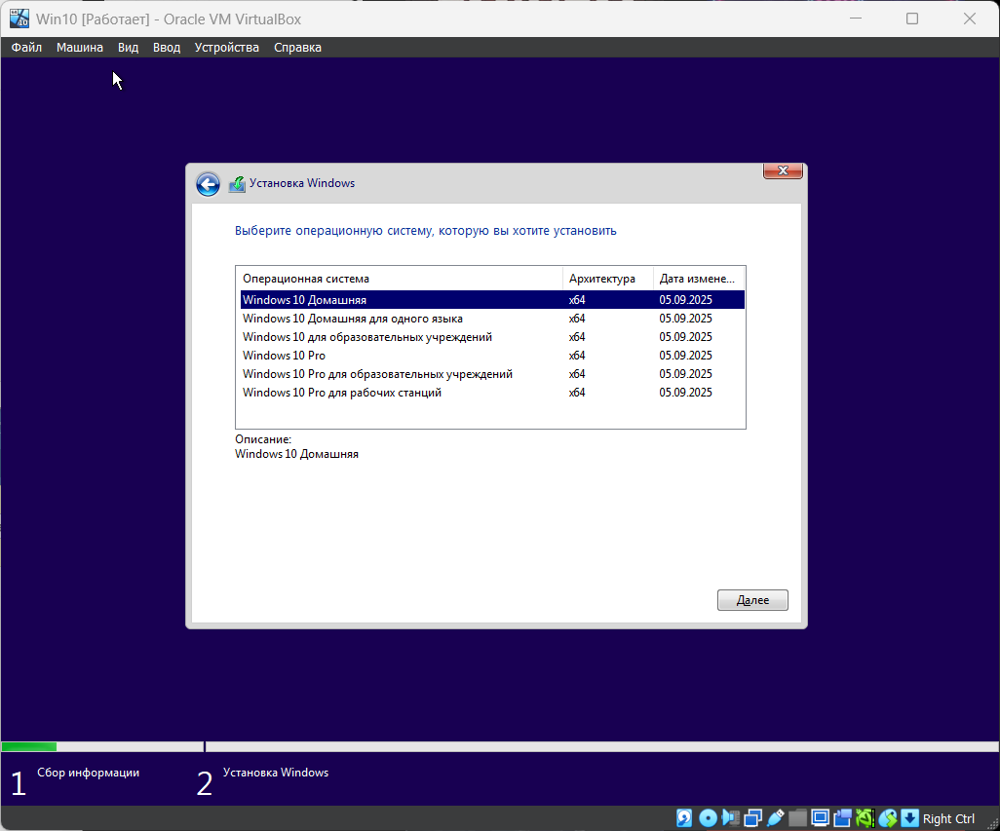 Win10 [Работает] - Oracle VM VirtualBox
Файл Машина Вид Ввод Устройства Справка
Установка Windows
Выберите операционную систему, которую вы хотите установить
Операционная система Архитектура Дата измене...
Windows 10 Домашняя x64 05.09.2025
Windows 10 Домашняя для одного языка x64 05.09.2025
Windows 10 для образовательных учреждений x64 05.09.2025
Windows 10 Pro x64 05.09.2025
Windows 10 Pro для образовательных учреждений x64 05.09.2025
Windows 10 Pro для рабочих станций x64 05.09.2025
Описание:
Windows 10 Домашняя
Далее
1 Сбор информации 2 Установка Windows
Right Ctrl